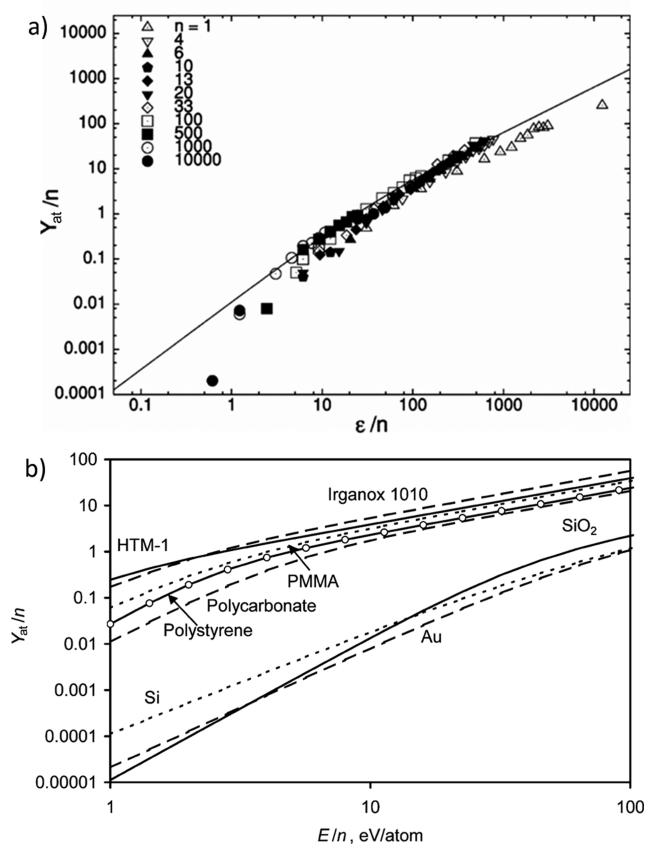 a)
10000
1000
100
10
1
0.1
0.01
0.001
0.0001
Yat/n
n = 1
4
6
10
13
20
33
100
500
1000
10000
0.1
1
10
100
1000
10000
ε/n
b)
100
10
1
0.1
0.01
0.001
0.0001
0.00001
Yat/n
Irganox 1010
SiO2
HTM-1
PMMA
Polycarbonate
Polystyrene
Au
Si
1
10
100
E/n, eV/atom